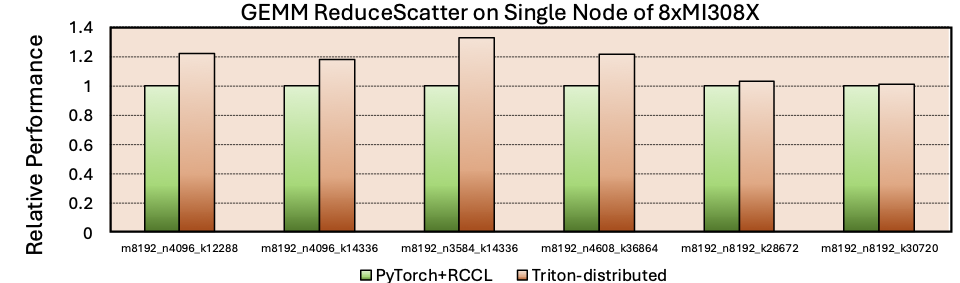 GEMM ReduceScatter on Single Node of 8xMI308X
Relative Performance
1.4
1.2
1
0.8
0.6
0.4
0.2
0
m8192_n4096_k12288 m8192_n4096_k14336 m8192_n3584_k14336 m8192_n4608_k36864 m8192_n8192_k28672 m8192_n8192_k30720
PyTorch+RCCL Triton-distributed